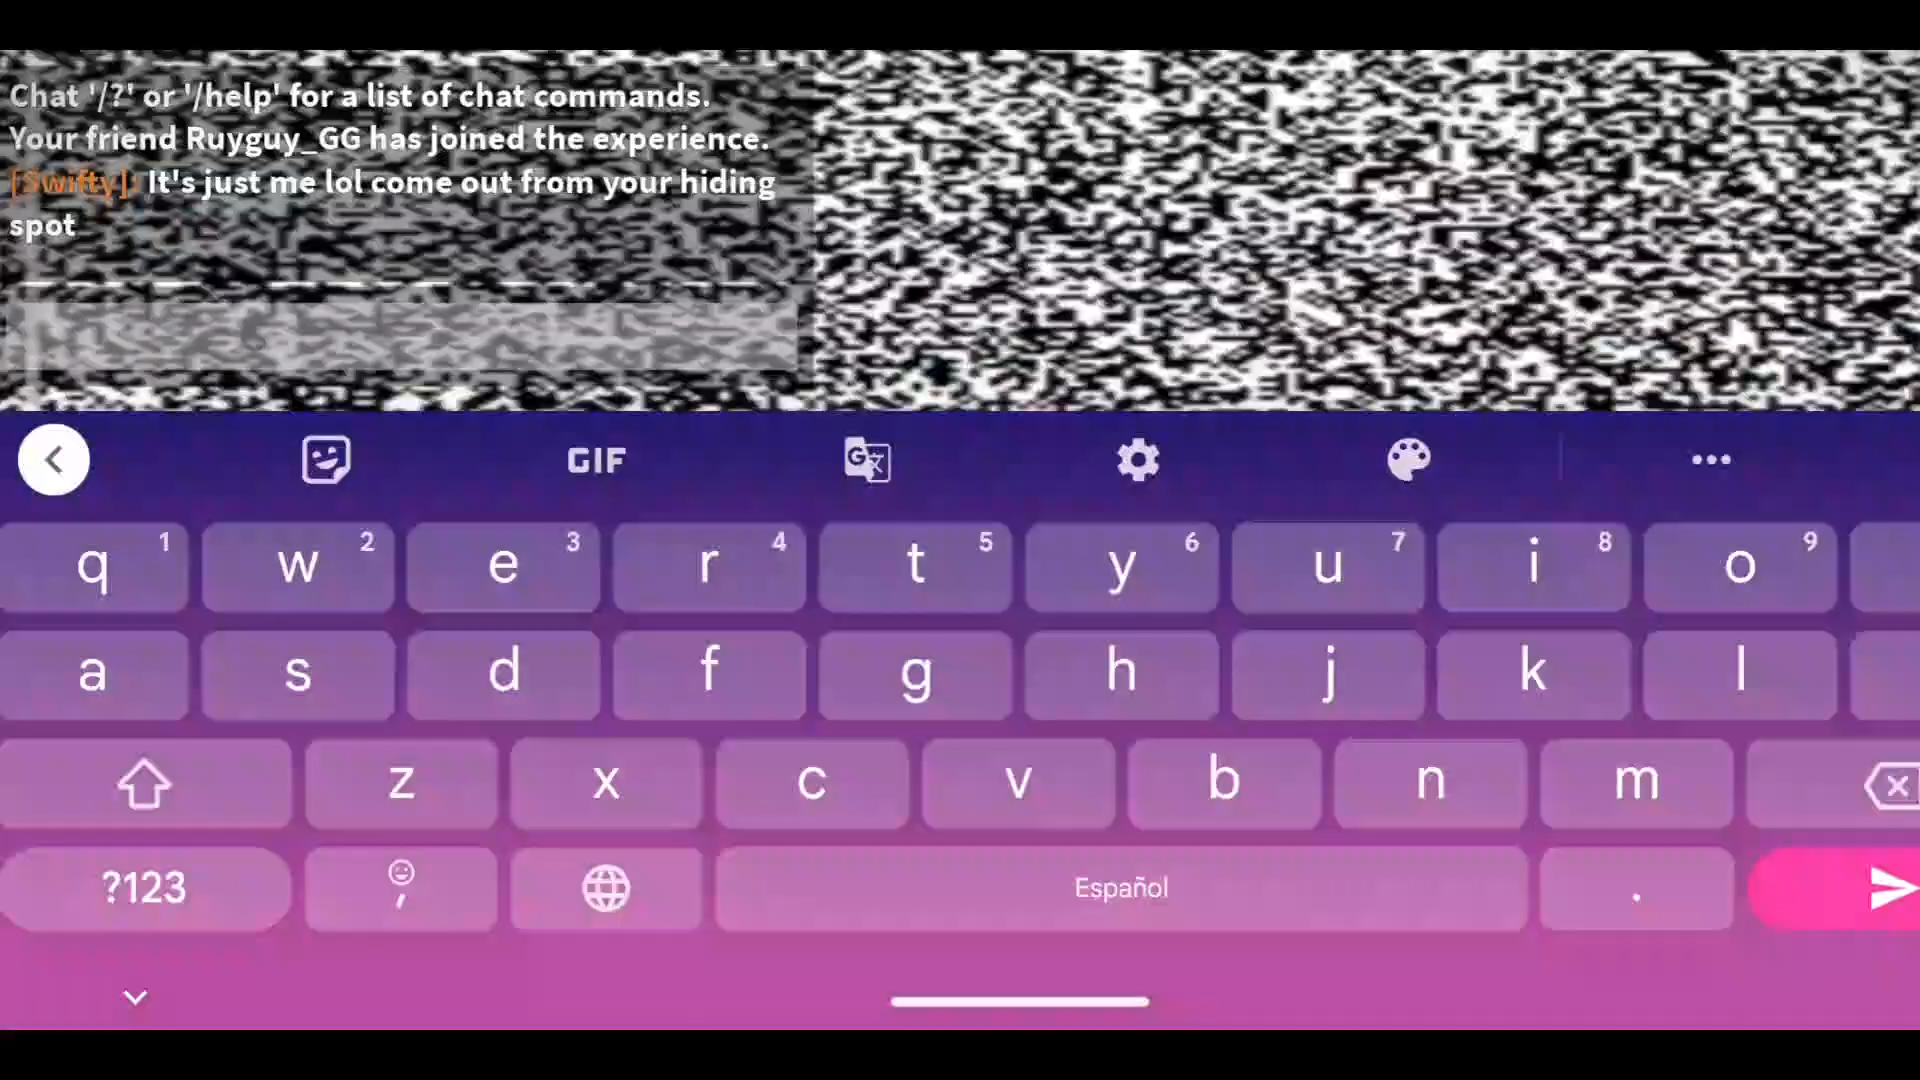 Chat '/?' or '/help' for a list of chat commands.
Your friend Ruyguy_GG has joined the experience.
[Swifty]: It's just me lol come out from your hiding
spot
GIF
G 文
q 1 w 2 e 3 r 4 t 5 y 6 u 7 i 8 o 9
a s d f g h j k l
z x c v b n m
?123 , Español .